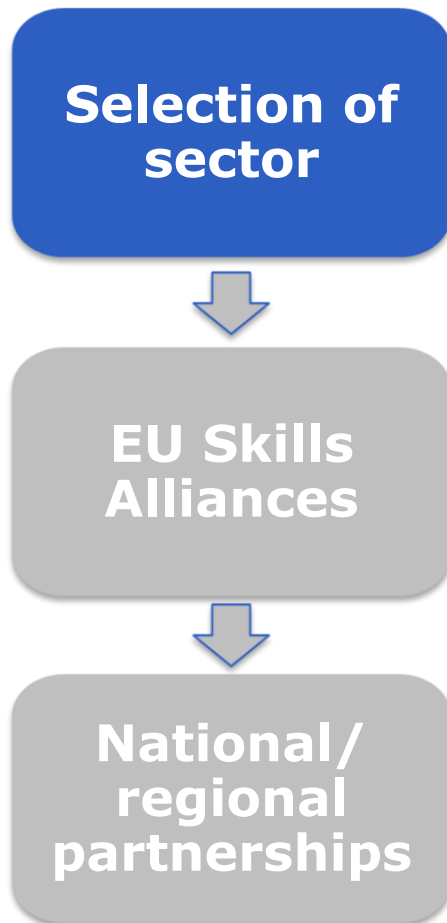 Selection of
sector
EU Skills
Alliances
National/
regional
partnerships